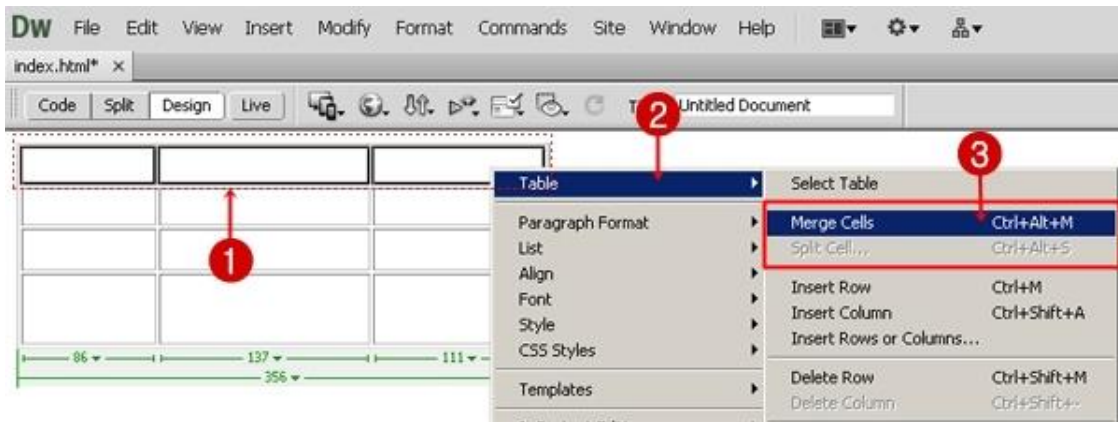 DW File Edit View Insert Modify Format Commands Site Window Help
index.html* ×
Code Split Design Live Untitled Document
2
3
1
Table
Paragraph Format
List
Align
Font
Style
CSS Styles
Templates
Select Table
Merge Cells Ctrl+Alt+M
Split Cell... Ctrl+Alt+S
Insert Row Ctrl+M
Insert Column Ctrl+Shift+A
Insert Rows or Columns...
Delete Row Ctrl+Shift+M
Delete Column Ctrl+Shift+-
86 137 111
356